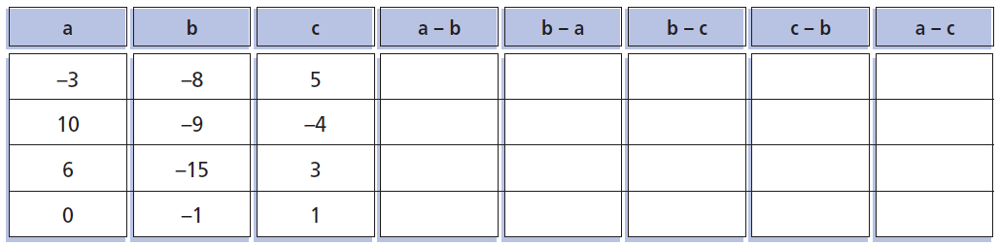 a b c a – b b – a b – c c – b a – c
–3 –8 5
10 –9 –4
6 –15 3
0 –1 1